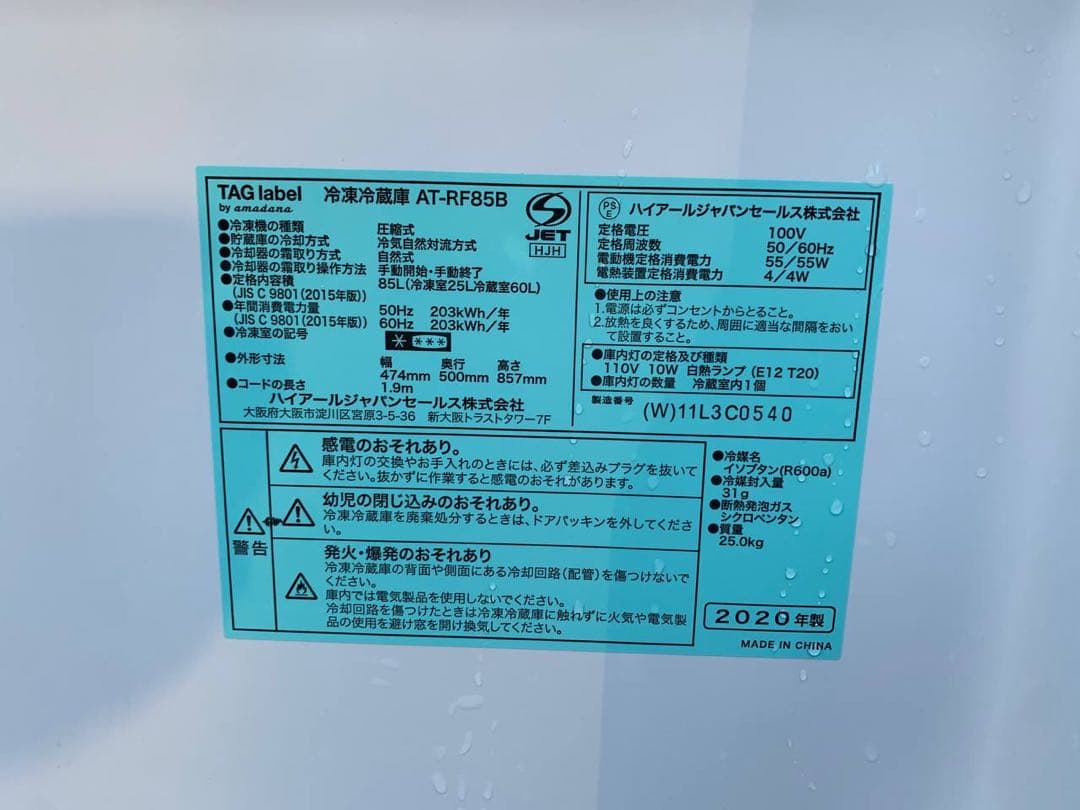 TAG label 冷凍冷蔵庫 AT-RF85B
by amadana
●冷凍機の種類 圧縮式
●貯蔵庫の冷却方式 冷気自然対流方式
●冷却器の霜取り方式 自然式
●冷却器の霜取り操作方法 手動開始・手動終了
●定格内容積 85L(冷凍室25L冷蔵室60L)
(JIS C 9801(2015年版))
●年間消費電力量 50Hz 203kWh/年
(JIS C 9801(2015年版)) 60Hz 203kWh/年
●冷凍室の記号 * ***
●外形寸法 幅 奥行 高さ
474mm 500mm 857mm
●コードの長さ 1.9m
ハイアールジャパンセールス株式会社
大阪府大阪市淀川区宮原3-5-36 新大阪トラストタワー7F
S
JET
HJH
PS
E ハイアールジャパンセールス株式会社
定格電圧 100V
定格周波数 50/60Hz
電動機定格消費電力 55/55W
電熱装置定格消費電力 4/4W
●使用上の注意
1.電源は必ずコンセントからとること。
2.放熱を良くするため、周囲に適当な間隔をおい
て設置すること。
●庫内灯の定格及び種類
110V 10W 白熱ランプ(E12 T20)
●庫内灯の数量 冷蔵室内1個
製造番号 (W)11L3C0540
警告
感電のおそれあり。
庫内灯の交換やお手入れのときには、必ず差込みプラグを抜いて
ください。抜かずに作業すると感電のおそれがあります。
幼児の閉じ込みのおそれあり。
冷凍冷蔵庫を廃棄処分するときは、ドアパッキンを外してくださ
い。
発火・爆発のおそれあり
冷凍冷蔵庫の背面や側面にある冷却回路(配管)を傷つけないで
ください。
庫内では電気製品を使用しないでください。
冷却回路を傷つけたときは冷凍冷蔵庫に触れずに火気や電気製
品の使用を避け窓を開け換気してください。
●冷媒名
イソブタン(R600a)
●冷媒封入量
31g
●断熱発泡ガス
シクロペンタン
●質量
25.0kg
2020年製
MADE IN CHINA